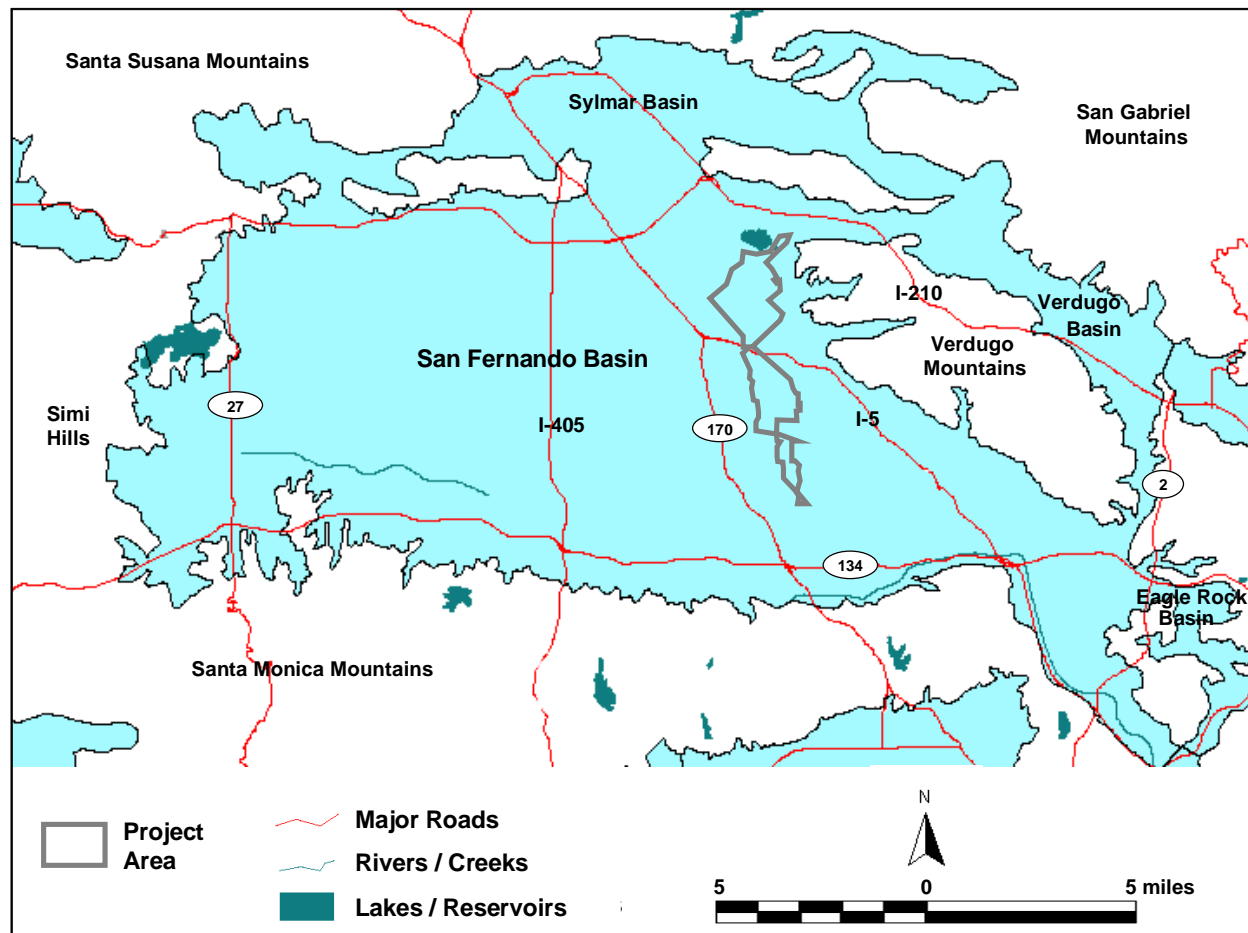 Santa Susana Mountains
Sylmar Basin
San Gabriel
Mountains
I-210
Verdugo
Basin
Verdugo
Mountains
San Fernando Basin
Simi
Hills
27
I-405
170
I-5
2
134
Eagle Rock
Basin
Santa Monica Mountains
Project
Area
Major Roads
Rivers / Creeks
Lakes / Reservoirs
N
5 0 5 miles